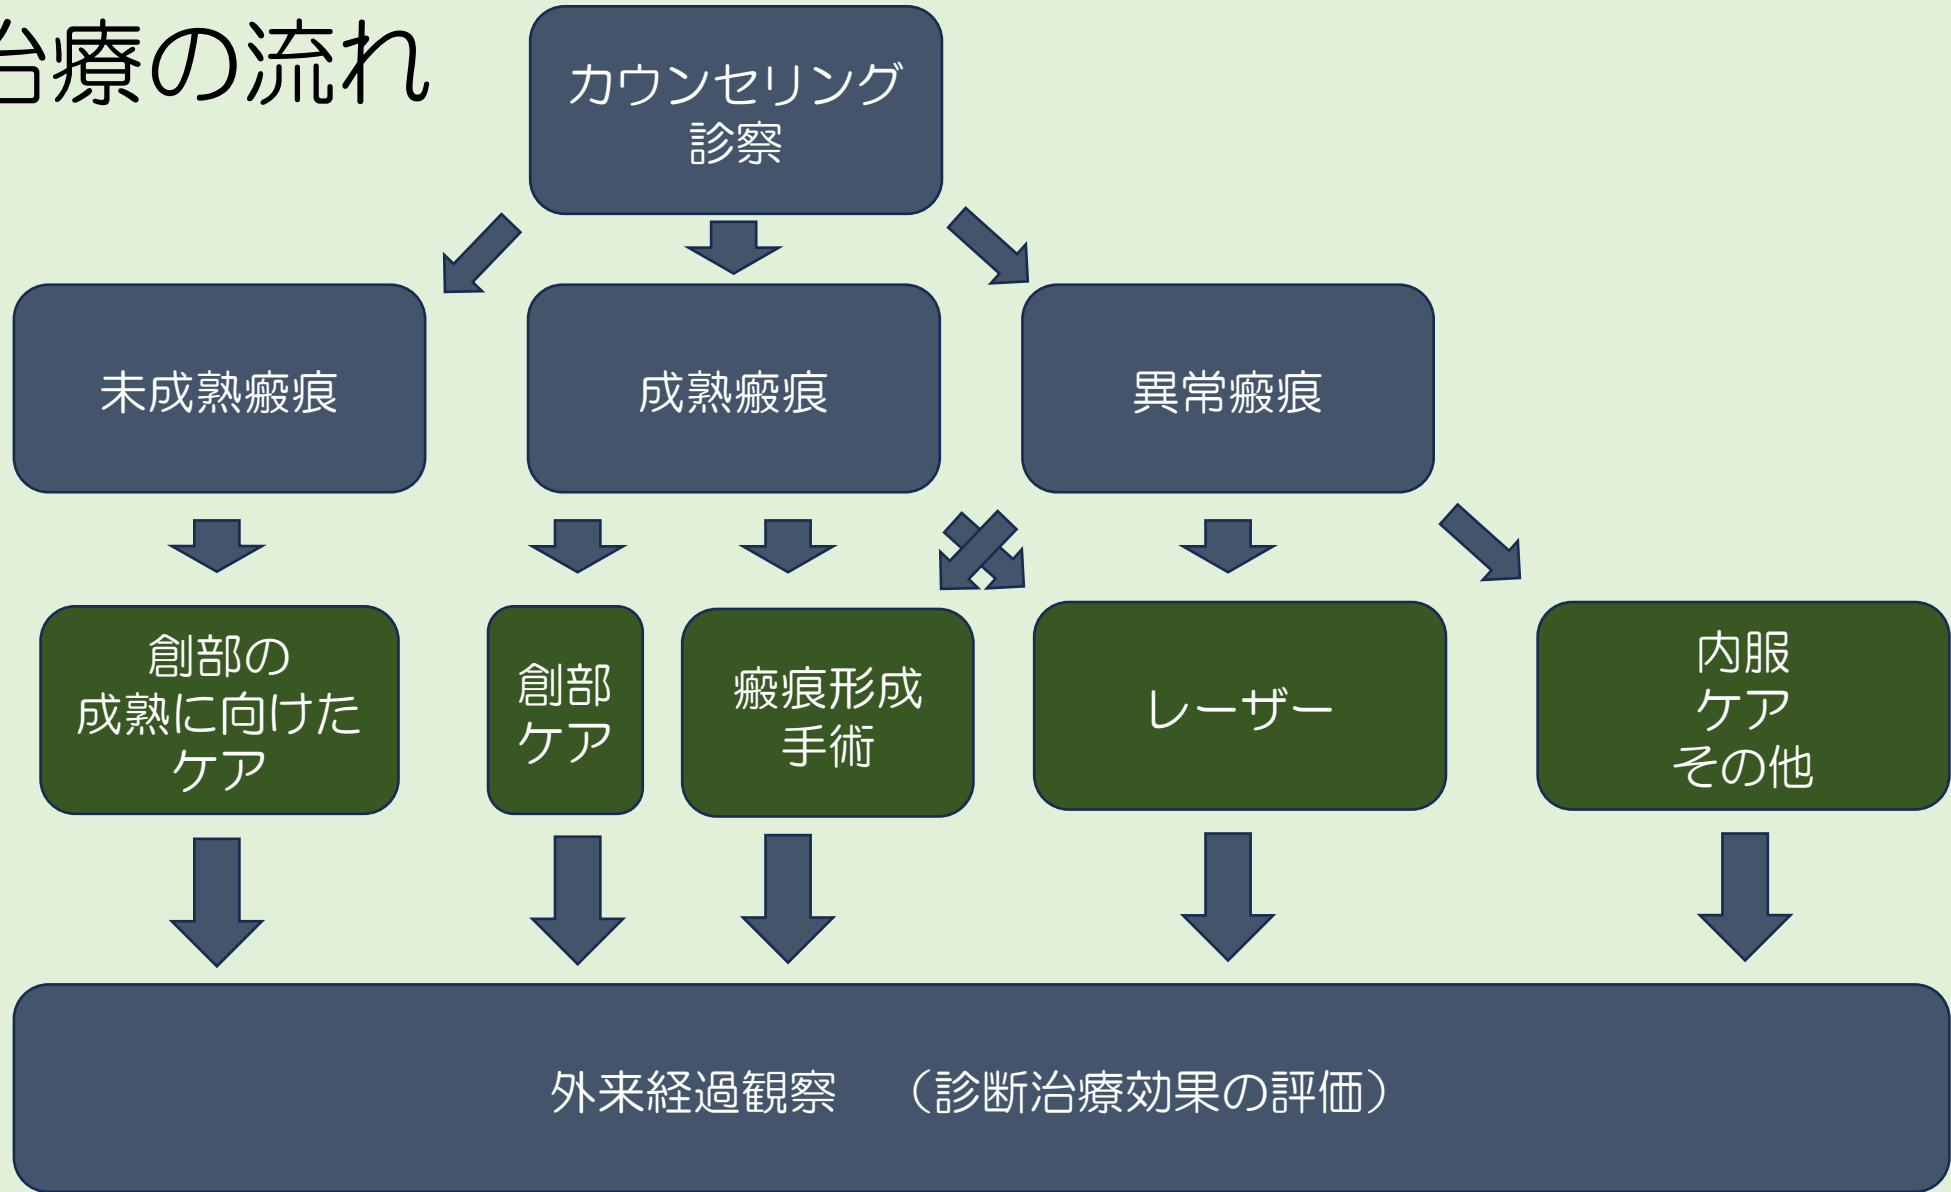 治療の流れ
カウンセリング
診察
未成熟瘢痕
成熟瘢痕
異常瘢痕
創部の
成熟に向けた
ケア
創部
ケア
瘢痕形成
手術
レーザー
内服
ケア
その他
外来経過観察　（診断治療効果の評価）